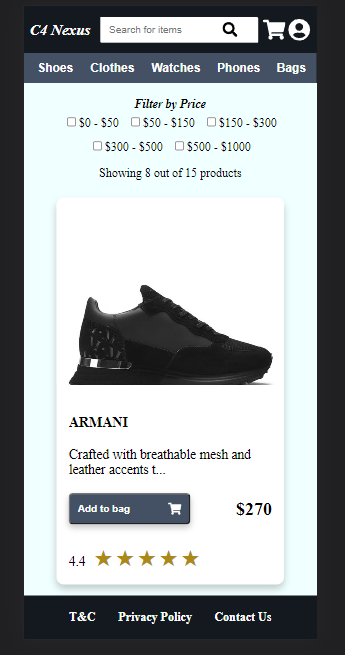 C4 Nexus Search for items
Shoes Clothes Watches Phones Bags
Filter by Price
$0 - $50 $50 - $150 $150 - $300
$300 - $500 $500 - $1000
Showing 8 out of 15 products
ARMANI
Crafted with breathable mesh and
leather accents t...
Add to bag $270
4.4 ★★★★★
T&C Privacy Policy Contact Us